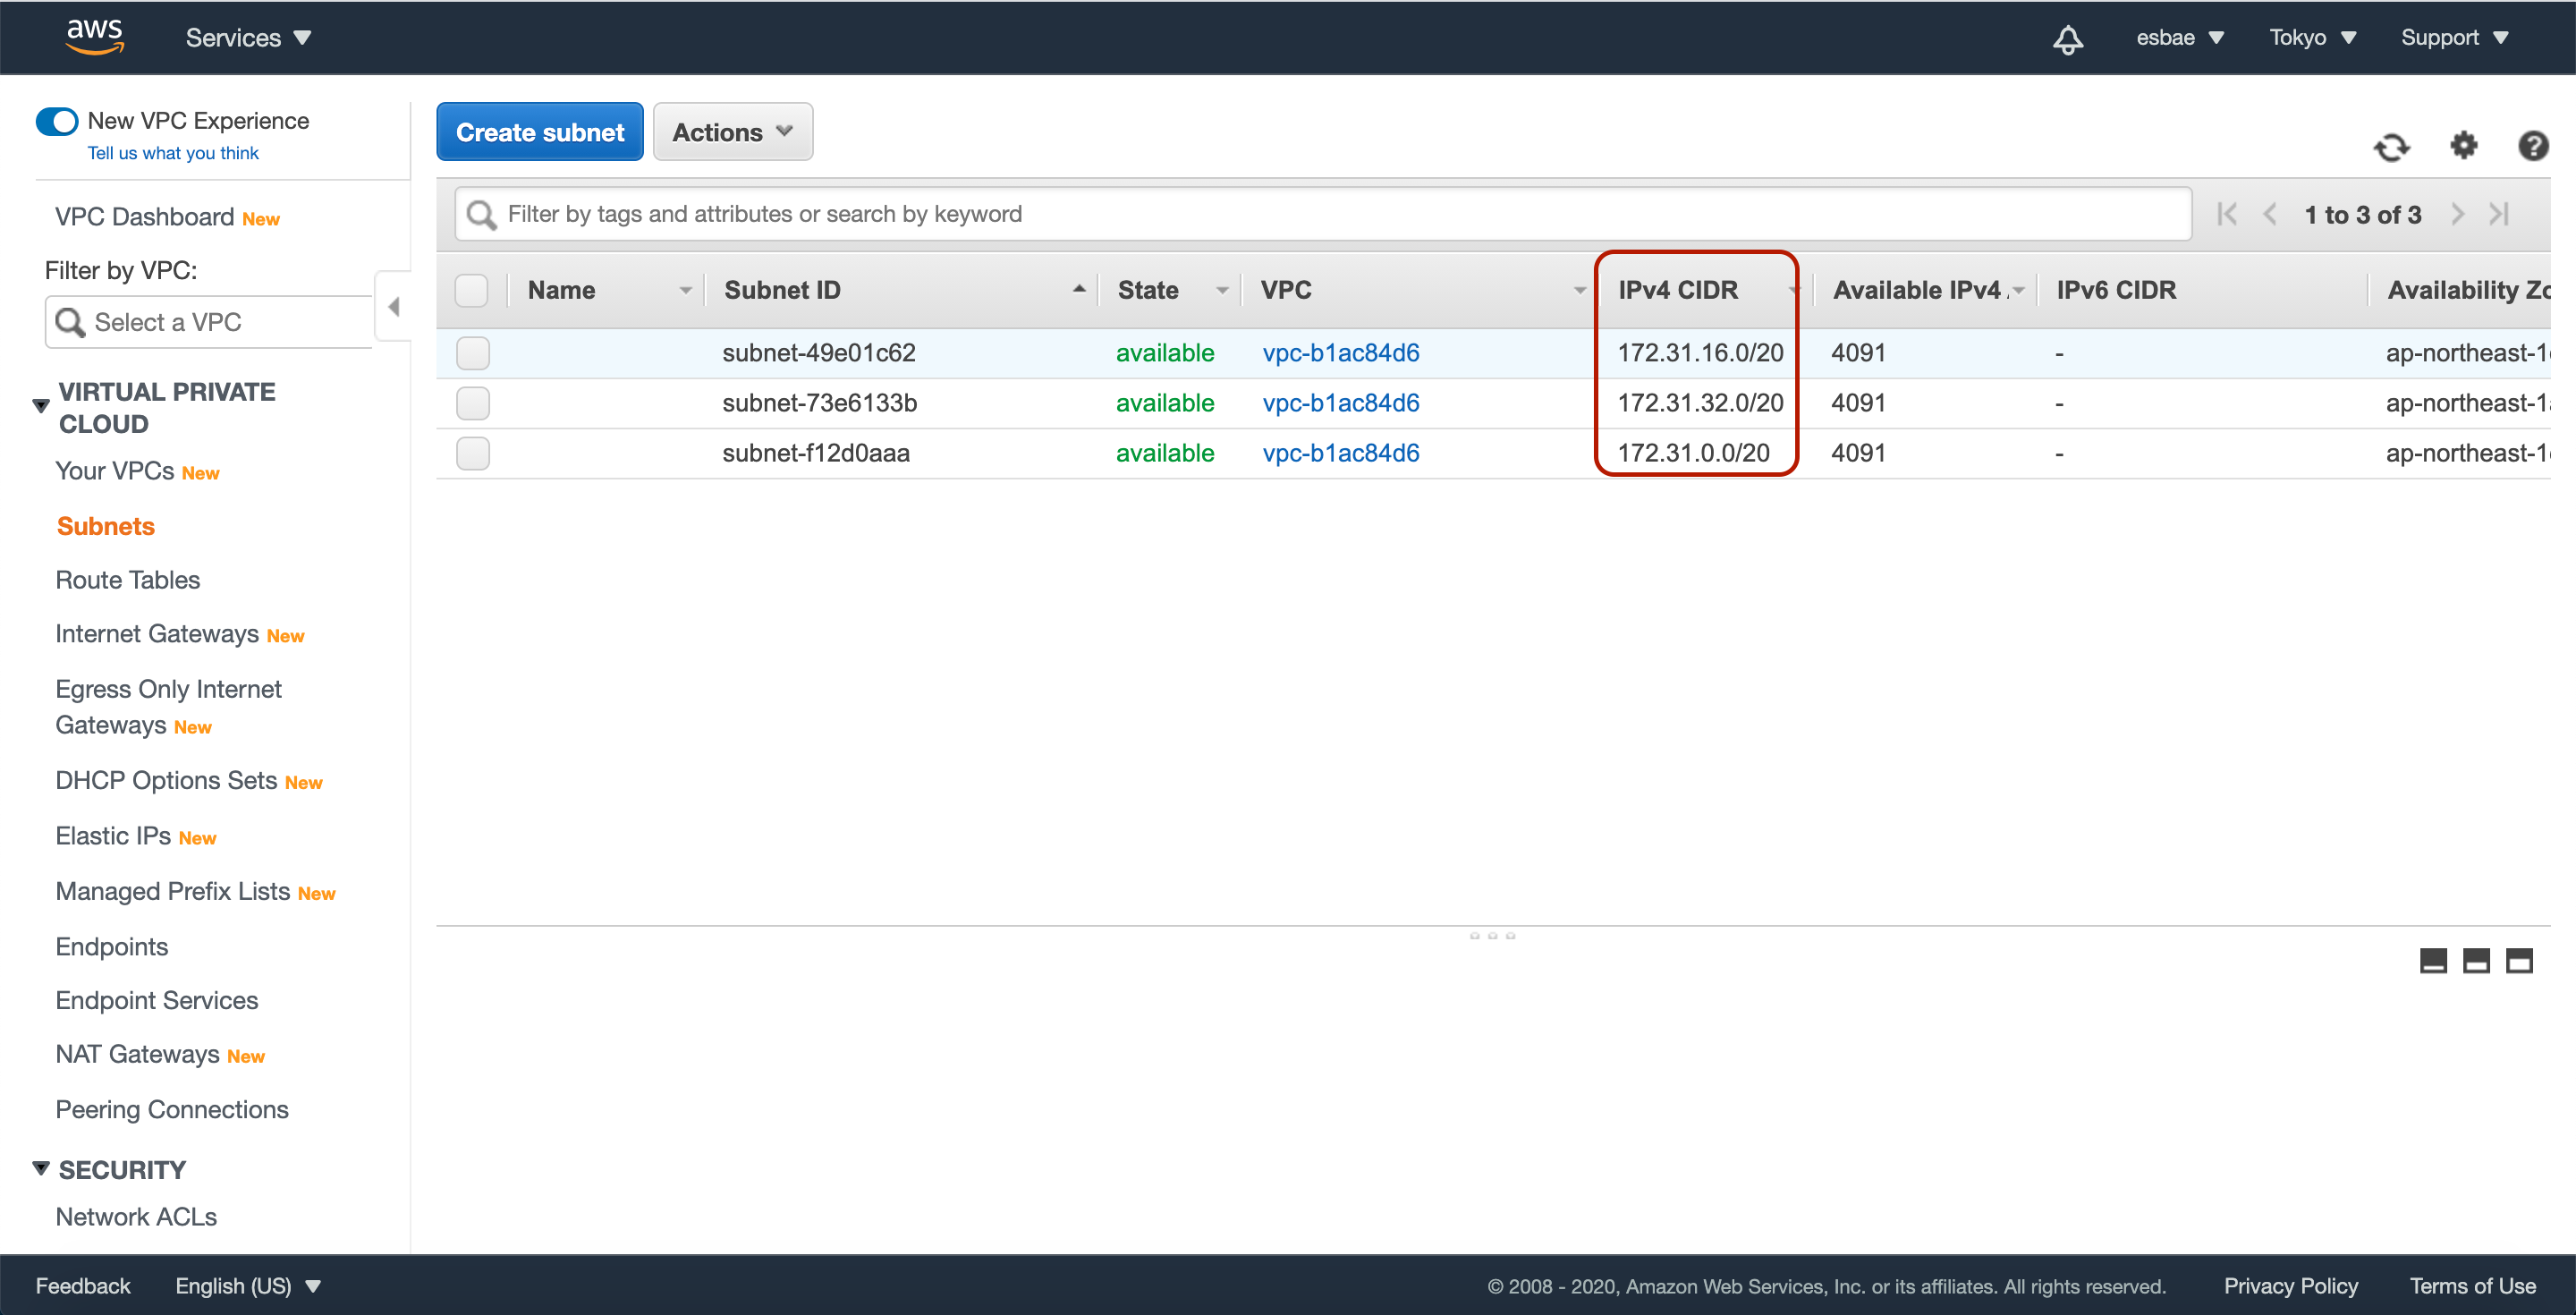 aws Services esbae Tokyo Support
New VPC Experience
Tell us what you think
VPC Dashboard New
Filter by VPC:
Select a VPC
VIRTUAL PRIVATE
CLOUD
Your VPCs New
Subnets
Route Tables
Internet Gateways New
Egress Only Internet
Gateways New
DHCP Options Sets New
Elastic IPs New
Managed Prefix Lists New
Endpoints
Endpoint Services
NAT Gateways New
Peering Connections
SECURITY
Network ACLs
Create subnet Actions
Filter by tags and attributes or search by keyword 1 to 3 of 3
Name Subnet ID State VPC IPv4 CIDR Available IPv4 IPv6 CIDR Availability
subnet-49e01c62 available vpc-b1ac84d6 172.31.16.0/20 4091 - ap-northeast-1
subnet-73e6133b available vpc-b1ac84d6 172.31.32.0/20 4091 - ap-northeast-1
subnet-f12d0aaa available vpc-b1ac84d6 172.31.0.0/20 4091 - ap-northeast-1
Feedback English (US) © 2008 - 2020, Amazon Web Services, Inc. or its affiliates. All rights reserved. Privacy Policy Terms of Use